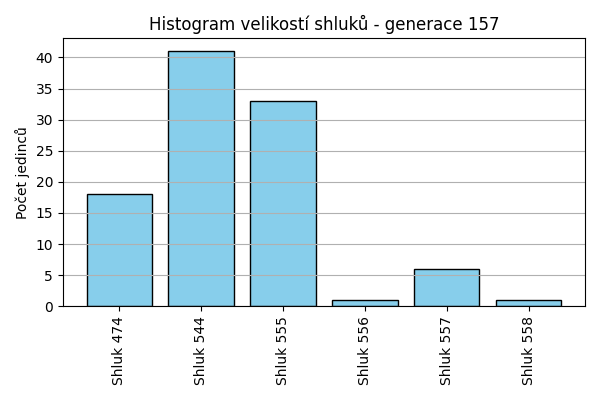 Histogram velikostí shluků - generace 157
Počet jedinců
40
35
30
25
20
15
10
5
0
Shluk 474
Shluk 544
Shluk 555
Shluk 556
Shluk 557
Shluk 558